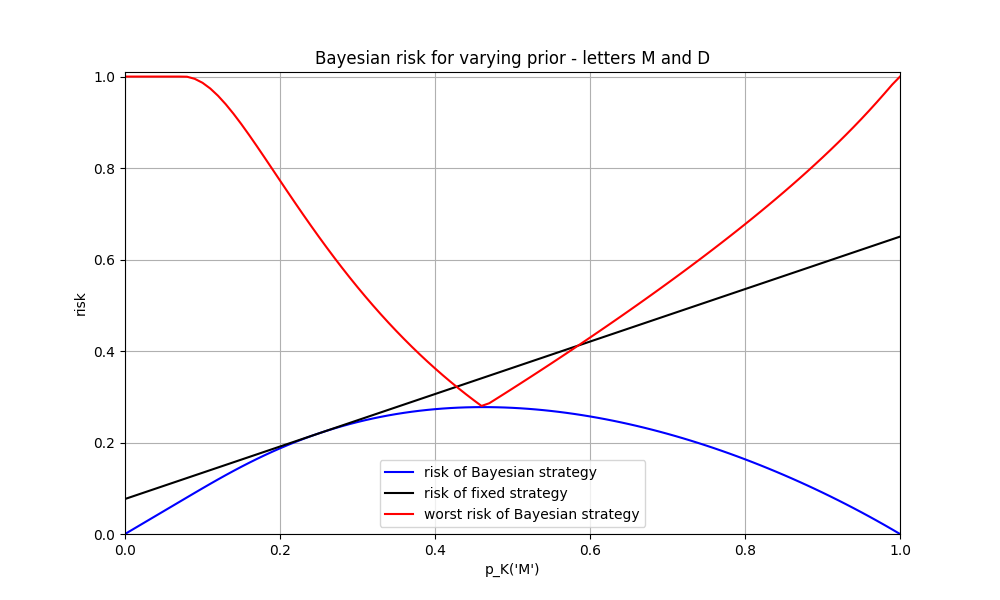 Bayesian risk for varying prior - letters M and D
1.0
0.8
0.6
0.4
0.2
0.0
risk
risk of Bayesian strategy
risk of fixed strategy
worst risk of Bayesian strategy
0.0 0.2 0.4 0.6 0.8 1.0
p_K('M')